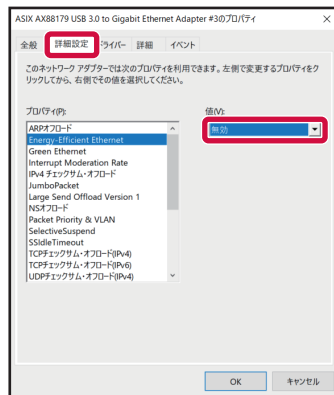 ASIX AX88179 USB 3.0 to Gigabit Ethernet Adapter #3のプロパティ
全般 詳細設定 ドライバー 詳細 イベント
このネットワーク アダプターでは次のプロパティを利用できます。左側で変更するプロパティをク
リックしてから、右側でその値を選択してください。
プロパティ(P): 値(V):
ARPオフロード
Energy-Efficient Ethernet
無効
Green Ethernet
Interrupt Moderation Rate
IPv4 チェックサム・オフロード
JumboPacket
Large Send Offload Version 1
NSオフロード
Packet Priority & VLAN
SelectiveSuspend
SSIdleTimeout
TCPチェックサム・オフロード(IPv4)
TCPチェックサム・オフロード(IPv6)
UDPチェックサム・オフロード(IPv4)
OK キャンセル